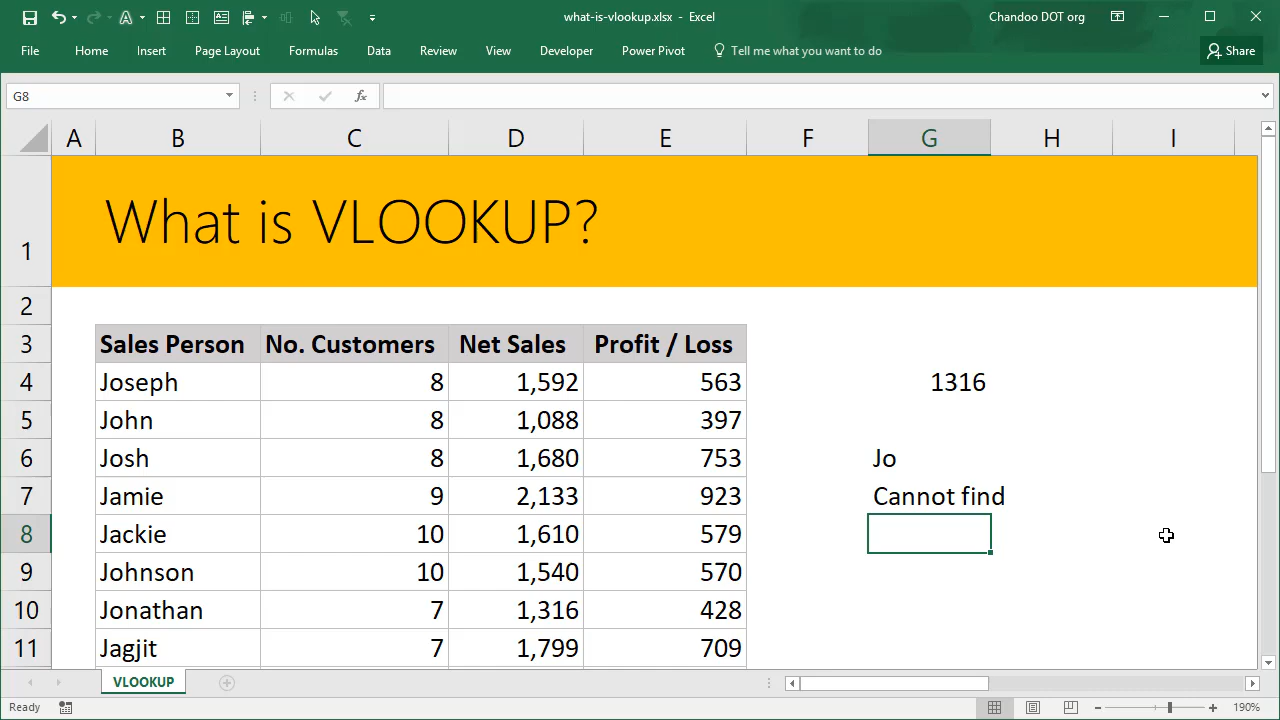 what-is-vlookup.xlsx - Excel
Chandoo DOT org
File Home Insert Page Layout Formulas Data Review View Developer Power Pivot Tell me what you want to do Share
G8 fx
A B C D E F G H I
1 What is VLOOKUP?
2
3 Sales Person No. Customers Net Sales Profit / Loss
4 Joseph 8 1,592 563 1316
5 John 8 1,088 397
6 Josh 8 1,680 753 Jo
7 Jamie 9 2,133 923 Cannot find
8 Jackie 10 1,610 579
9 Johnson 10 1,540 570
10 Jonathan 7 1,316 428
11 Jagjit 7 1,799 709
VLOOKUP
Ready 190%